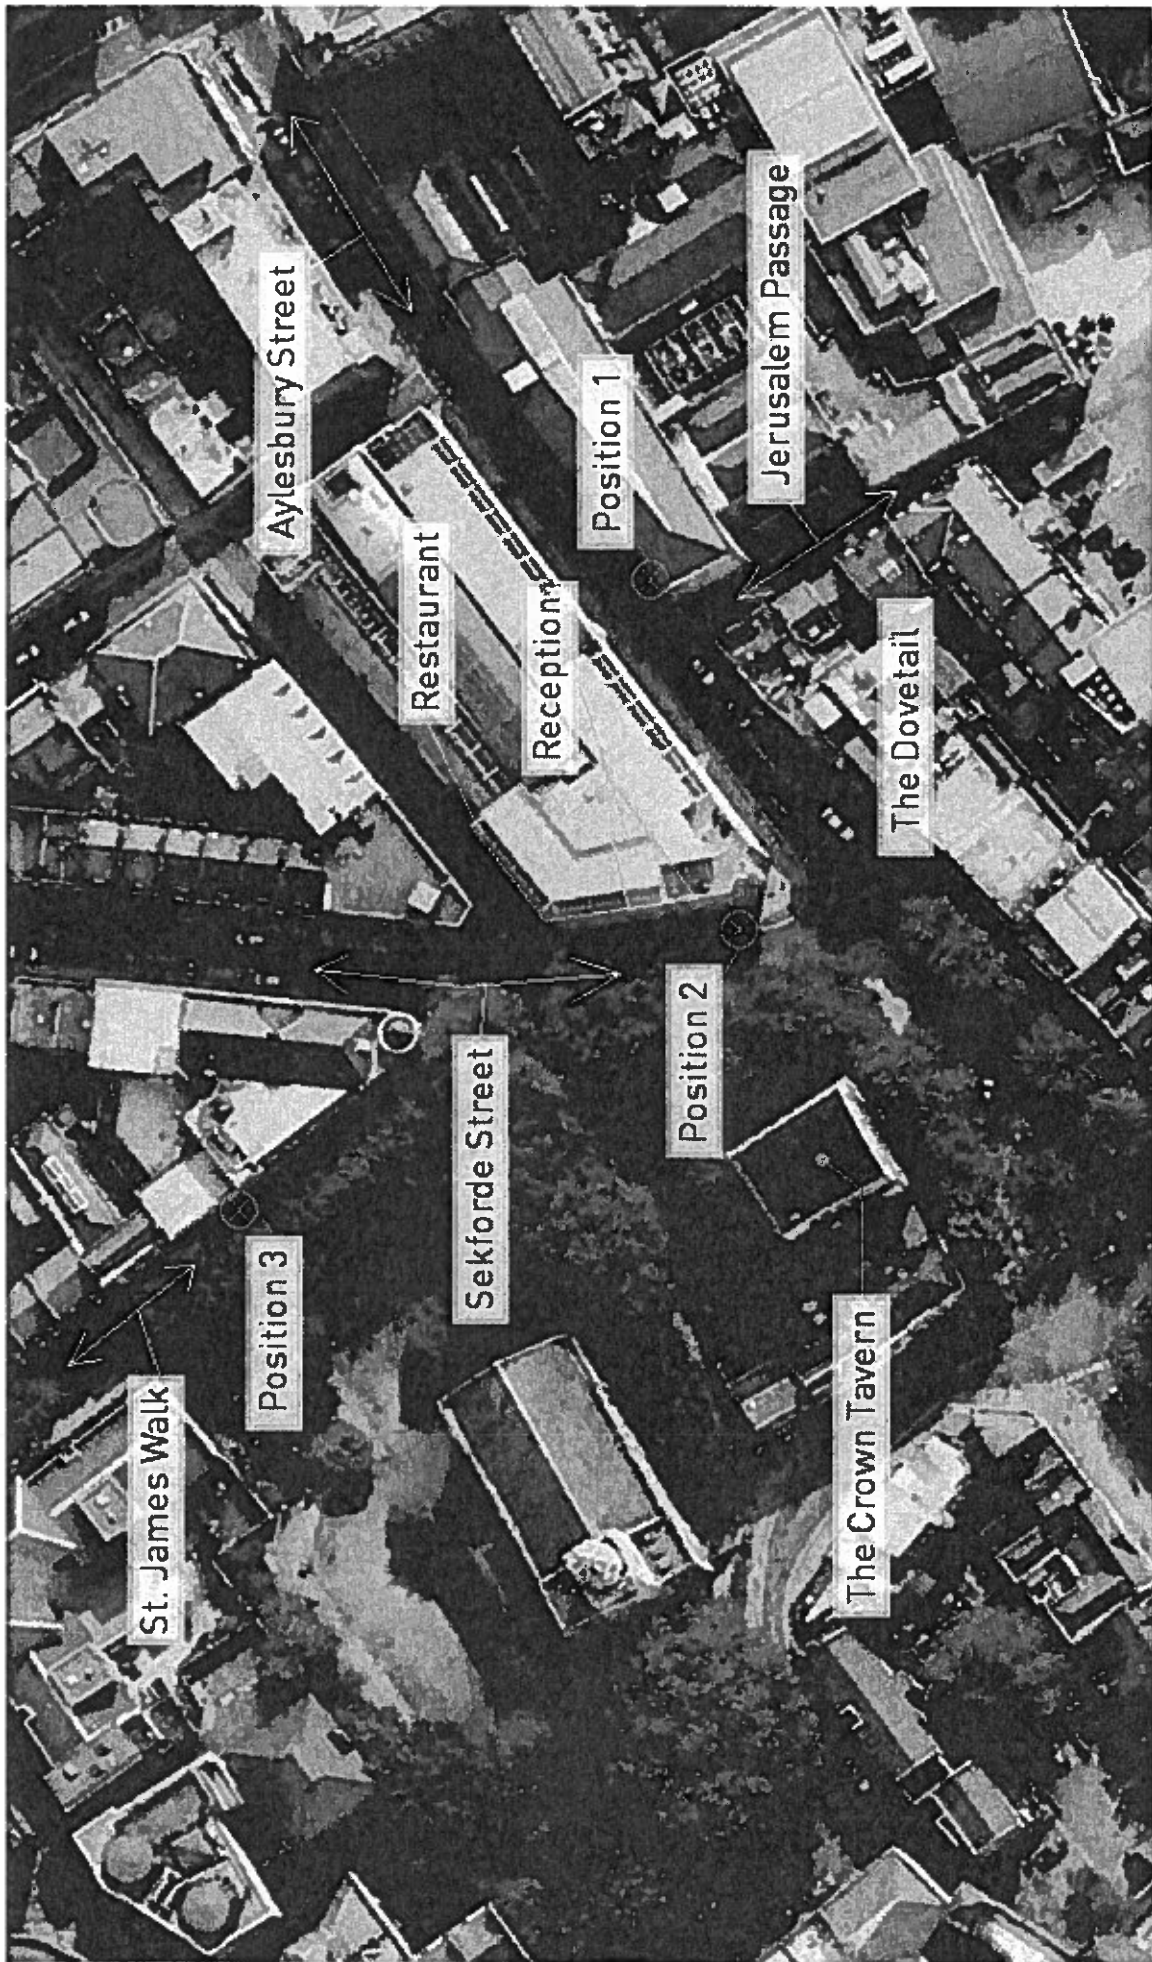 St. James Walk
Position 3
Sekforde Street
Aylesbury Street
Restaurant
Reception
Position 2
Position 1
The Crown Tavern
The Dovetail
Jerusalem Passage